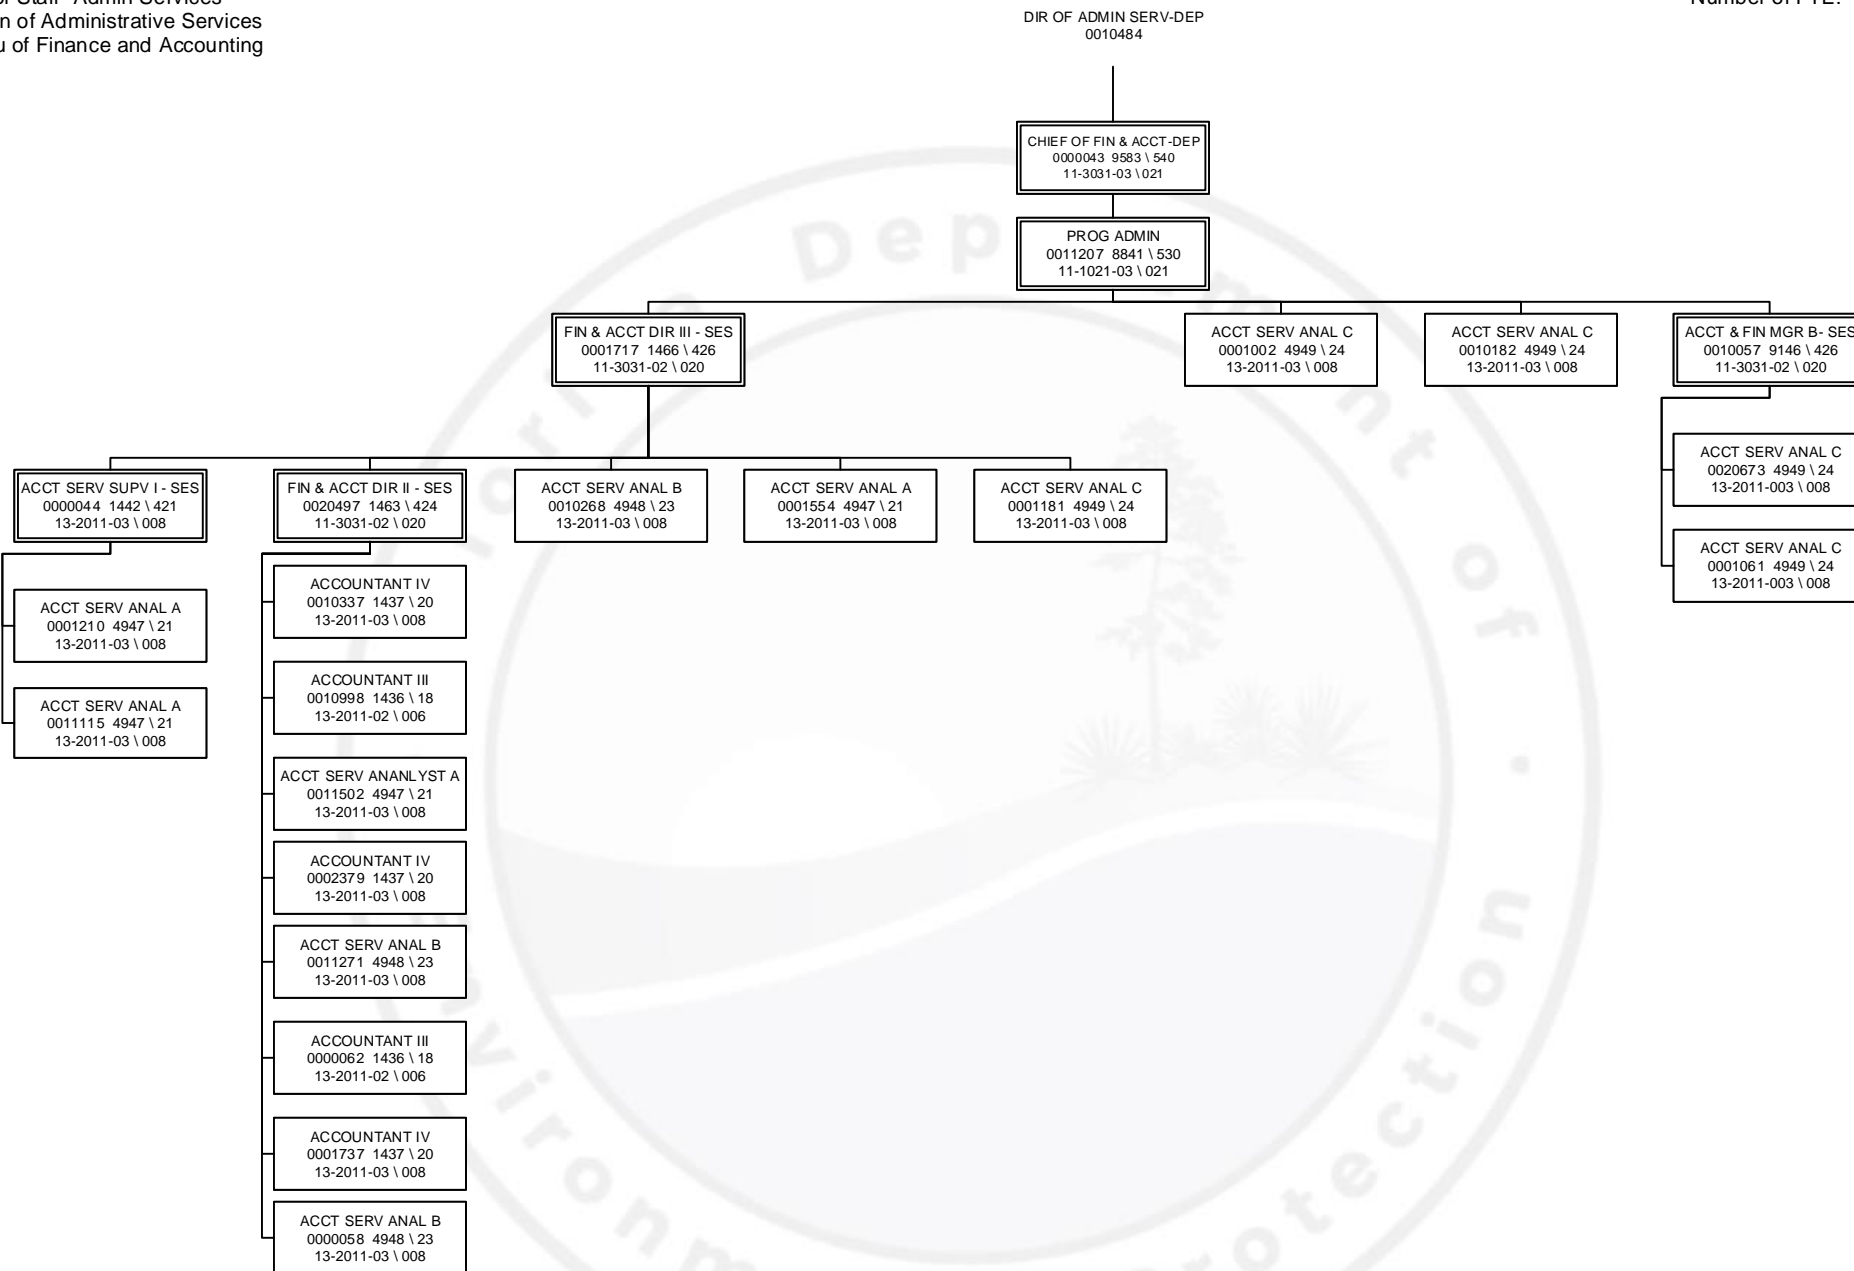 n of Administrative Services
u of Finance and Accounting
DIR OF ADMIN SERV-DEP
0010484
CHIEF OF FIN & ACCT-DEP
0000043 9583 \ 540
11-3031-03 \ 021
PROG ADMIN
0011207 8841 \ 530
11-1021-03 \ 021
FIN & ACCT DIR III - SES
0001717 1466 \ 426
11-3031-02 \ 020
ACCT SERV ANAL C
0001002 4949 \ 24
13-2011-03 \ 008
ACCT SERV ANAL C
0010182 4949 \ 24
13-2011-03 \ 008
ACCT & FIN MGR B- SES
0010057 9146 \ 426
11-3031-02 \ 020
ACCT SERV ANAL C
0020673 4949 \ 24
13-2011-003 \ 008
ACCT SERV ANAL C
0001061 4949 \ 24
13-2011-003 \ 008
ACCT SERV SUPV I - SES
0000044 1442 \ 421
13-2011-03 \ 008
FIN & ACCT DIR II - SES
0020497 1463 \ 424
11-3031-02 \ 020
ACCT SERV ANAL B
0010268 4948 \ 23
13-2011-03 \ 008
ACCT SERV ANAL A
0001554 4947 \ 21
13-2011-03 \ 008
ACCT SERV ANAL C
0001181 4949 \ 24
13-2011-03 \ 008
ACCT SERV ANAL A
0001210 4947 \ 21
13-2011-03 \ 008
ACCT SERV ANAL A
0011115 4947 \ 21
13-2011-03 \ 008
ACCOUNTANT IV
0010337 1437 \ 20
13-2011-03 \ 008
ACCOUNTANT III
0010998 1436 \ 18
13-2011-02 \ 006
ACCT SERV ANANLYST A
0011502 4947 \ 21
13-2011-03 \ 008
ACCOUNTANT IV
0002379 1437 \ 20
13-2011-03 \ 008
ACCT SERV ANAL B
0011271 4948 \ 23
13-2011-03 \ 008
ACCOUNTANT III
0000062 1436 \ 18
13-2011-02 \ 006
ACCOUNTANT IV
0001737 1437 \ 20
13-2011-03 \ 008
ACCT SERV ANAL B
0000058 4948 \ 23
13-2011-03 \ 008